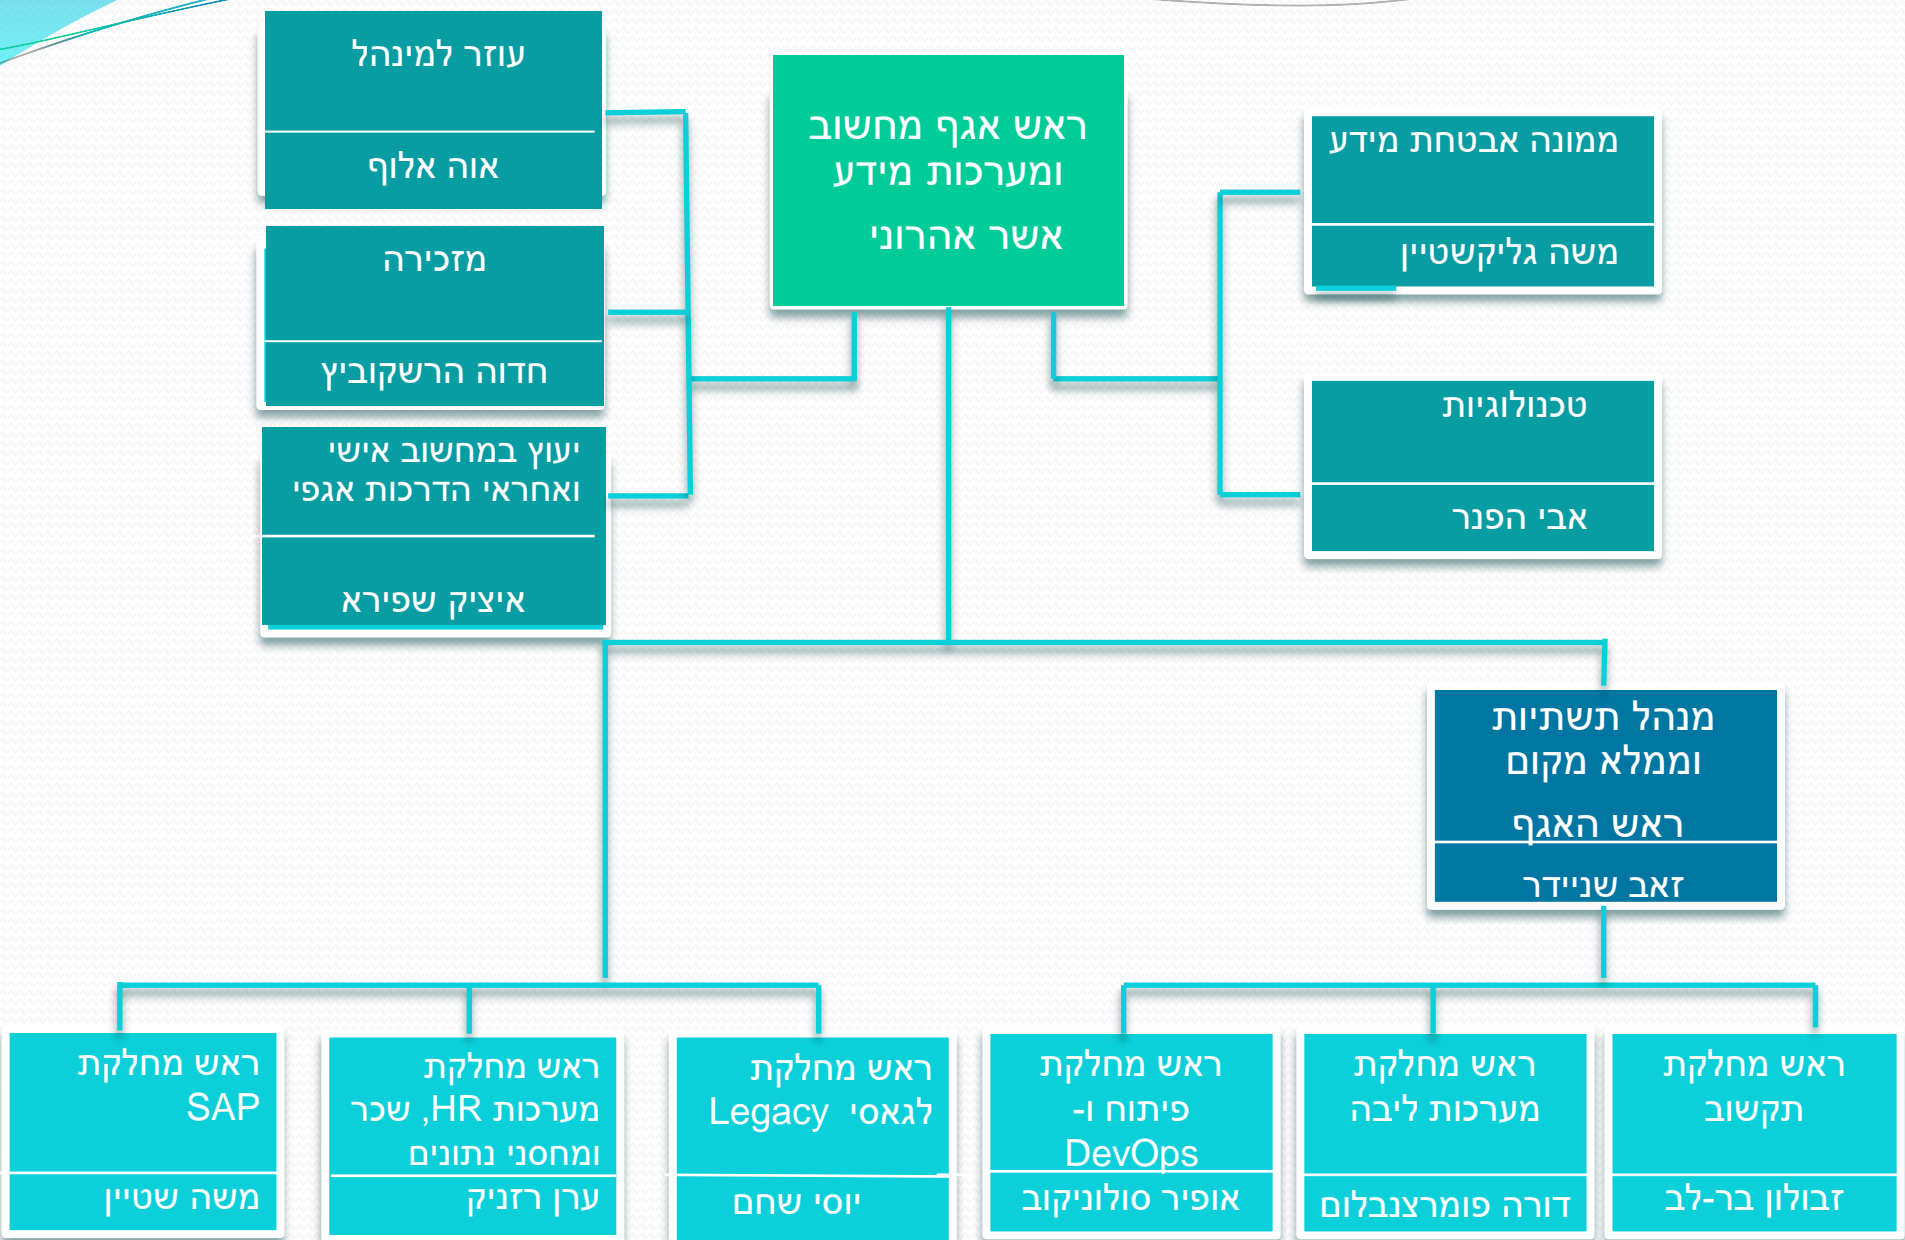 ראש אגף מחשוב
ומערכות מידע
אשר אהרוני
ממונה אבטחת מידע
משה גליקשטיין
טכנולוגיות
אבי הפנר
עוזר למינהל
אוה אלוף
מזכירה
חדוה הרשקוביץ
יעוץ במחשוב אישי
ואחראי הדרכות אגפי
איציק שפירא
מנהל תשתיות
וממלא מקום
ראש האגף
זאב שניידר
ראש מחלקת
תקשוב
זבולון בר-לב
ראש מחלקת
מערכות ליבה
דורה פומרצנבלום
ראש מחלקת
פיתוח ו-
DevOps
אופיר סולוניקוב
ראש מחלקת
לגאסי Legacy
יוסי שחם
ראש מחלקת
מערכות HR, שכר
ומחסני נתונים
ערן רזניק
ראש מחלקת
SAP
משה שטיין